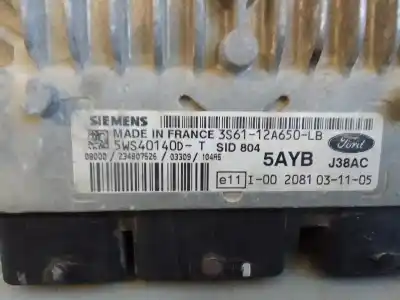 SIEMENS
MADE IN FRANCE 3S61-12A650-LB
5WS40140D-T SID 804
08000 / 234807526 / 03309 / 104AS
Ford
5AYB J38AC
e11 I-00 2081 03-11-05